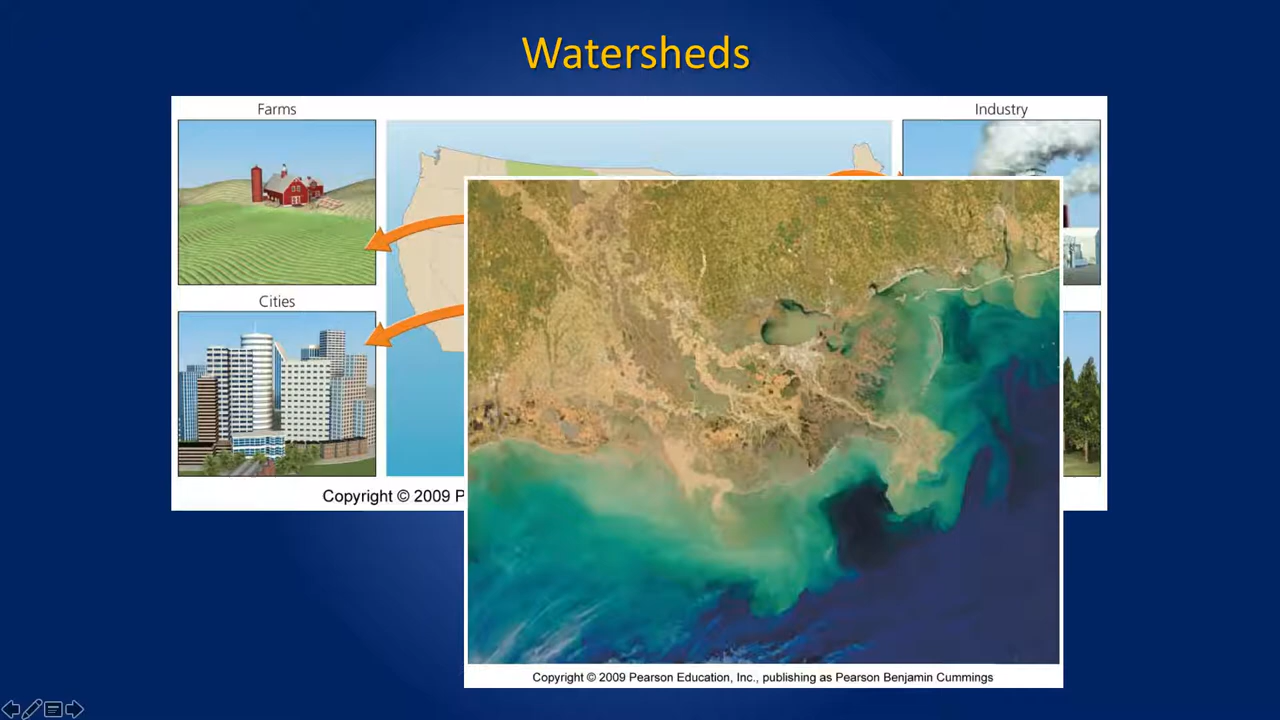 Watersheds
Farms
Industry
Cities
Copyright © 2009 P
Copyright © 2009 Pearson Education, Inc., publishing as Pearson Benjamin Cummings